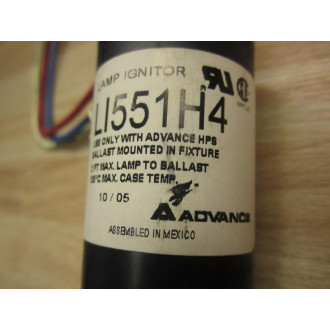 LAMP IGNITOR
LI551H4
USE ONLY WITH ADVANCE HPS
BALLAST MOUNTED IN FIXTURE
FT MAX. LAMP TO BALLAST
MAX. CASE TEMP.
10 / 05
ADVANCE
ASSEMBLED IN MEXICO